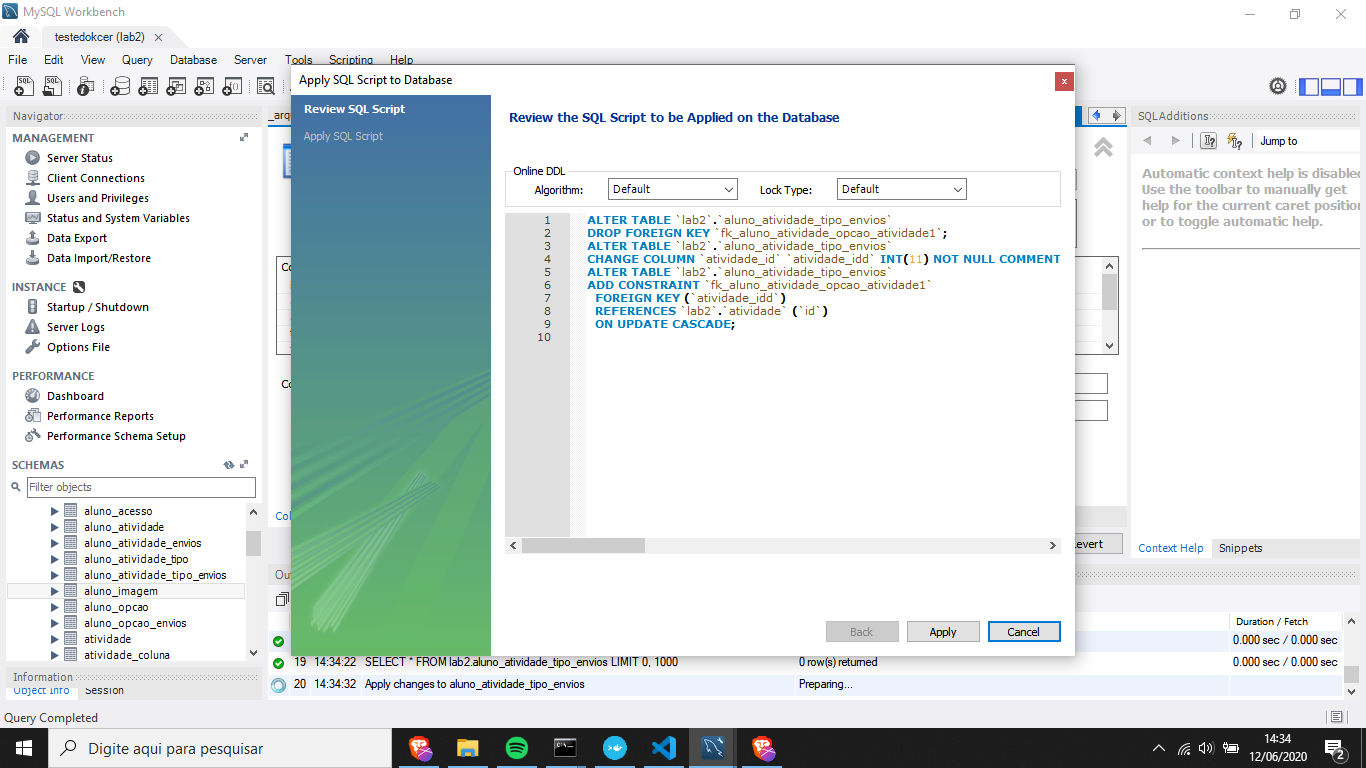 MySQL Workbench
testedokcer (lab2)
File Edit View Query Database Server Tools Scripting Help
Navigator
MANAGEMENT
Server Status
Client Connections
Users and Privileges
Status and System Variables
Data Export
Data Import/Restore
INSTANCE
Startup / Shutdown
Server Logs
Options File
PERFORMANCE
Dashboard
Performance Reports
Performance Schema Setup
SCHEMAS
Filter objects
aluno_acesso
aluno_atividade
aluno_atividade_envios
aluno_atividade_tipo
aluno_atividade_tipo_envios
aluno_imagem
aluno_opcao
aluno_opcao_envios
atividade
atividade_coluna
Information
Object Info Session
Query Completed
Apply SQL Script to Database
Review SQL Script
Apply SQL Script
Review the SQL Script to be Applied on the Database
Online DDL
Algorithm: Default Lock Type: Default
1 ALTER TABLE `lab2`.`aluno_atividade_tipo_envios`
2 DROP FOREIGN KEY `fk_aluno_atividade_opcao_atividade1`;
3 ALTER TABLE `lab2`.`aluno_atividade_tipo_envios`
4 CHANGE COLUMN `atividade_id` `atividade_idd` INT(11) NOT NULL COMMENT
5 ALTER TABLE `lab2`.`aluno_atividade_tipo_envios`
6 ADD CONSTRAINT `fk_aluno_atividade_opcao_atividade1`
7 FOREIGN KEY (`atividade_idd`)
8 REFERENCES `lab2`.`atividade` (`id`)
9 ON UPDATE CASCADE;
10
Back Apply Cancel
SQLAdditions
Jump to
Automatic context help is disabled
Use the toolbar to manually get
help for the current caret position
or to toggle automatic help.
Context Help Snippets
Duration / Fetch
0.000 sec / 0.000 sec
19 14:34:22 SELECT * FROM lab2.aluno_atividade_tipo_envios LIMIT 0, 1000 0 row(s) returned 0.000 sec / 0.000 sec
20 14:34:32 Apply changes to aluno_atividade_tipo_envios Preparing...
Digite aqui para pesquisar
14:34
12/06/2020
2